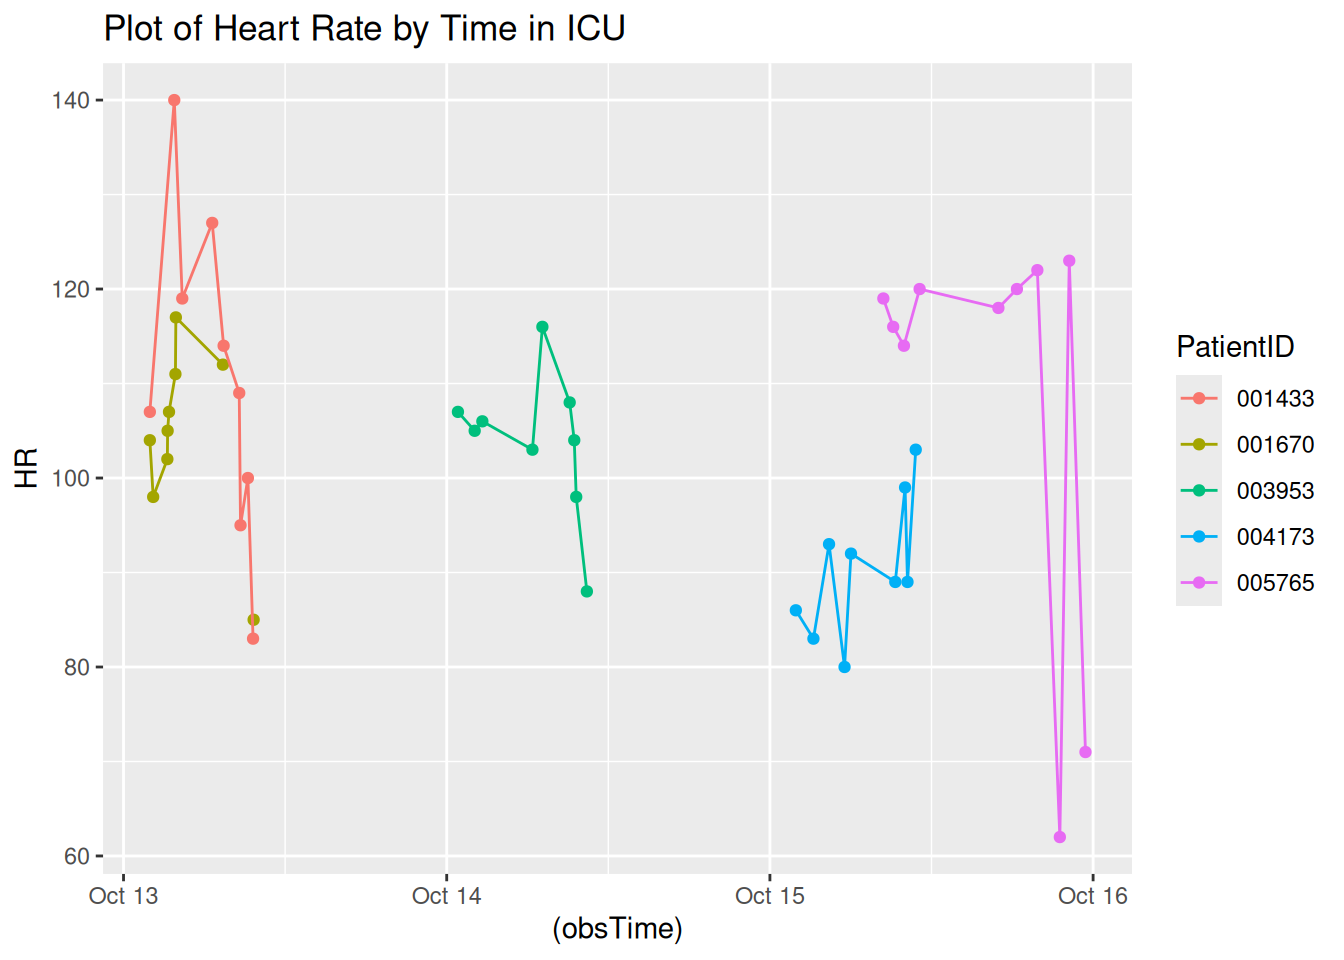 Plot of Heart Rate by Time in ICU
140
120
100
80
60
HR
Oct 13
Oct 14
Oct 15
Oct 16
(obsTime)
PatientID
001433
001670
003953
004173
005765